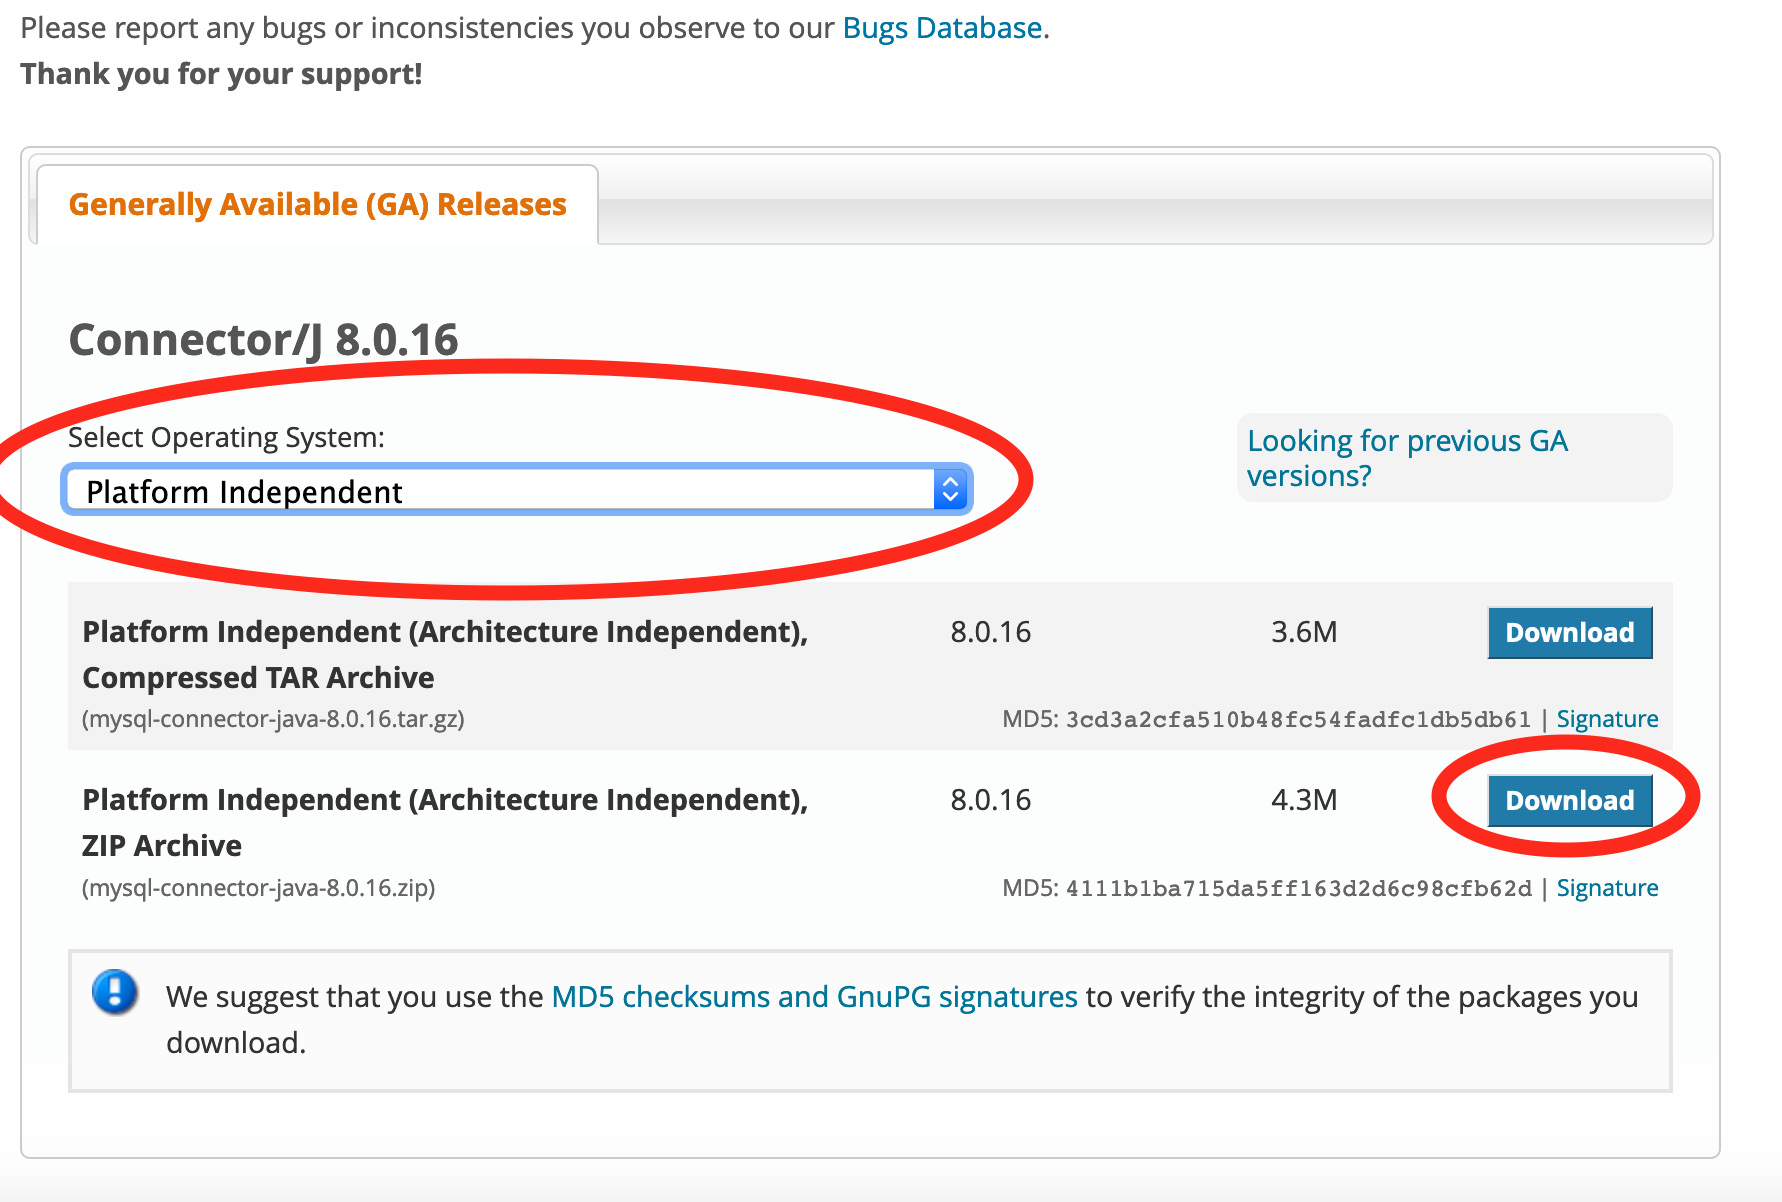 Please report any bugs or inconsistencies you observe to our Bugs Database.
Thank you for your support!
Generally Available (GA) Releases
Connector/J 8.0.16
Select Operating System:
Looking for previous GA
versions?
Platform Independent
Platform Independent (Architecture Independent), 8.0.16 3.6M Download
Compressed TAR Archive
(mysql-connector-java-8.0.16.tar.gz) MD5: 3cd3a2cfa510b48fc54fadfc1db5db61 | Signature
Platform Independent (Architecture Independent), 8.0.16 4.3M Download
ZIP Archive
(mysql-connector-java-8.0.16.zip) MD5: 4111b1ba715da5ff163d2d6c98cfb62d | Signature
We suggest that you use the MD5 checksums and GnuPG signatures to verify the integrity of the packages you
download.